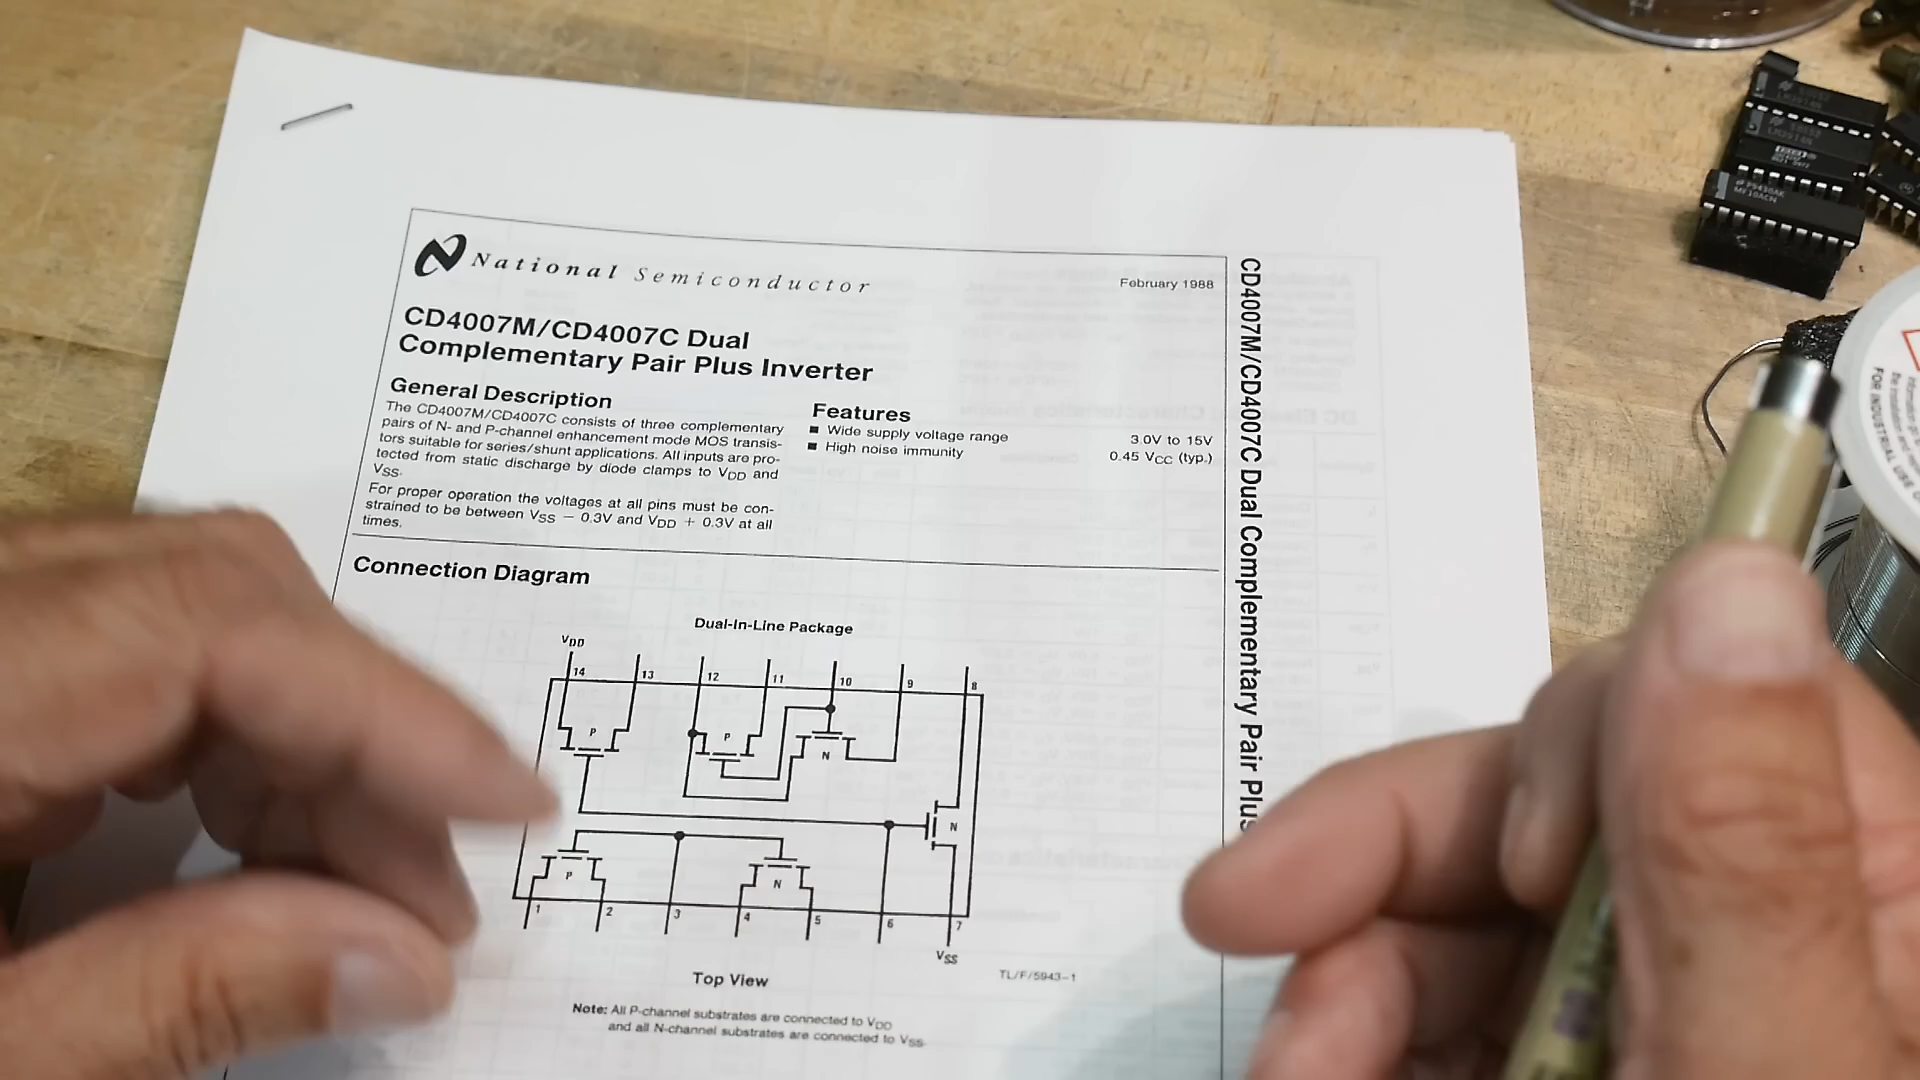 National Semiconductor
February 1988
CD4007M/CD4007C Dual
Complementary Pair Plus Inverter
General Description
The CD4007M/CD4007C consists of three complementary
pairs of N- and P-channel enhancement mode MOS transis-
tors suitable for series/shunt applications. All inputs are pro-
tected from static discharge by diode clamps to VDD and
VSS.
For proper operation the voltages at all pins must be con-
strained to be between VSS − 0.3V and VDD + 0.3V at all
times.
Features
■ Wide supply voltage range 3.0V to 15V
■ High noise immunity 0.45 VCC (typ.)
Connection Diagram
Dual-In-Line Package
VDD
14 13 12 11 10 9 8
P P N
N
P N
1 2 3 4 5 6 7
VSS
TL/F/5943-1
Top View
Note: All P-channel substrates are connected to VDD
and all N-channel substrates are connected to VSS.
CD4007M/CD4007C Dual Complementary Pair Plus
FOR INDUSTRIAL USE